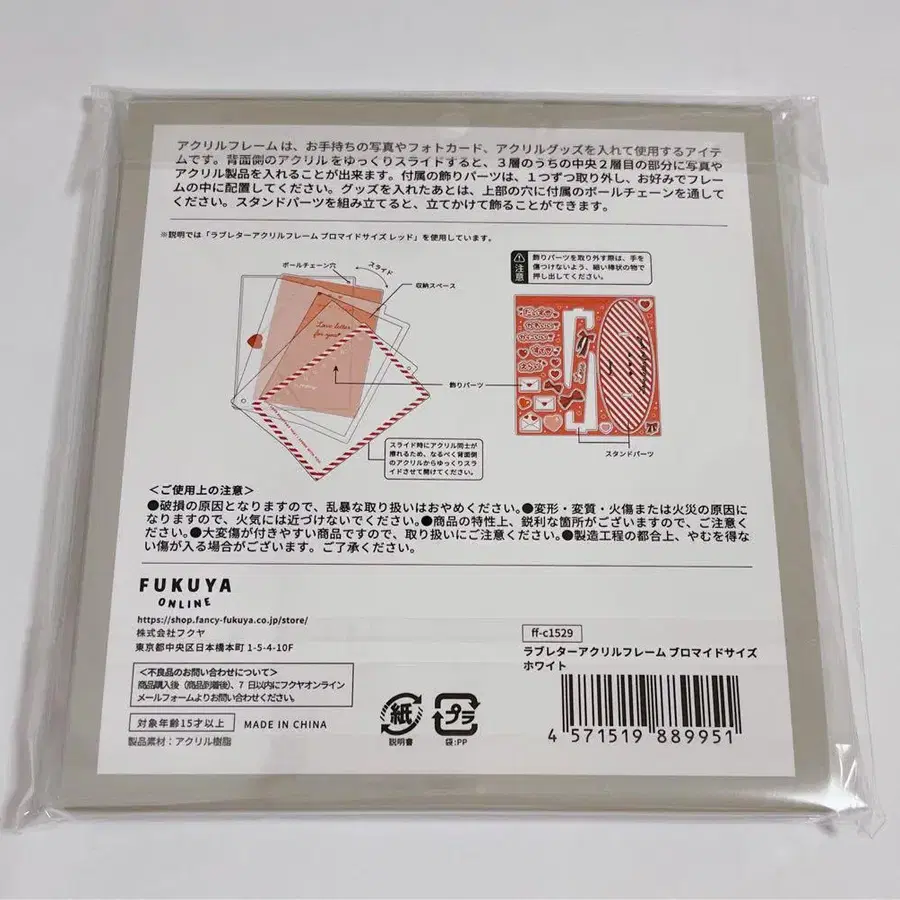 アクリルフレームは、お手持ちの写真やフォトカード、アクリルグッズを入れて使用するアイテ
ムです。背面側のアクリルをゆっくりスライドすると、３層のうちの中央２層目の部分に写真や
アクリル製品を入れることが出来ます。付属の飾りパーツは、１つずつ取り外し、お好みでフレー
ムの中に配置してください。グッズを入れたあとは、上部の穴に付属のボールチェーンを通して
ください。スタンドパーツを組み立てると、立てかけて飾ることができます。
※説明では「ラブレターアクリルフレーム ブロマイドサイズ レッド」を使用しています。
ボールチェーン穴
スライド
収納スペース
注意
飾りパーツを取り外す際は、手を
傷つけないよう、細い棒状の物で
押し出してください。
Love letter
for you!
飾りパーツ
スタンドパーツ
スライド時にアクリル同士が
擦れるため、なるべく背面側
のアクリルからゆっくりス
ライドさせて開けてください。
＜ご使用上の注意＞
●破損の原因となりますので、乱暴な取り扱いはおやめください。●変形・変質・火傷または火災の原因に
なりますので、火気には近づけないでください。●商品の特性上、鋭利な箇所がございますので、ご注意く
ださい。●大変傷が付きやすい商品ですので、取り扱いにご注意ください。●製造工程の都合上、やむを得な
い傷が入る場合がございます。ご了承ください。
FUKUYA
ONLINE
https://shop.fancy-fukuya.co.jp/store/
株式会社フクヤ
東京都中央区日本橋本町 1-5-4-10F
＜不良品のお問い合わせについて＞
商品購入後（商品到着後）、7 日以内にフクヤオンライン
メールフォームよりお問い合わせください。
対象年齢15才以上
MADE IN CHINA
製品素材：アクリル樹脂
紙
説明書
プラ
袋:PP
ff-c1529
ラブレターアクリルフレーム ブロマイドサイズ
ホワイト
4 571519 889951